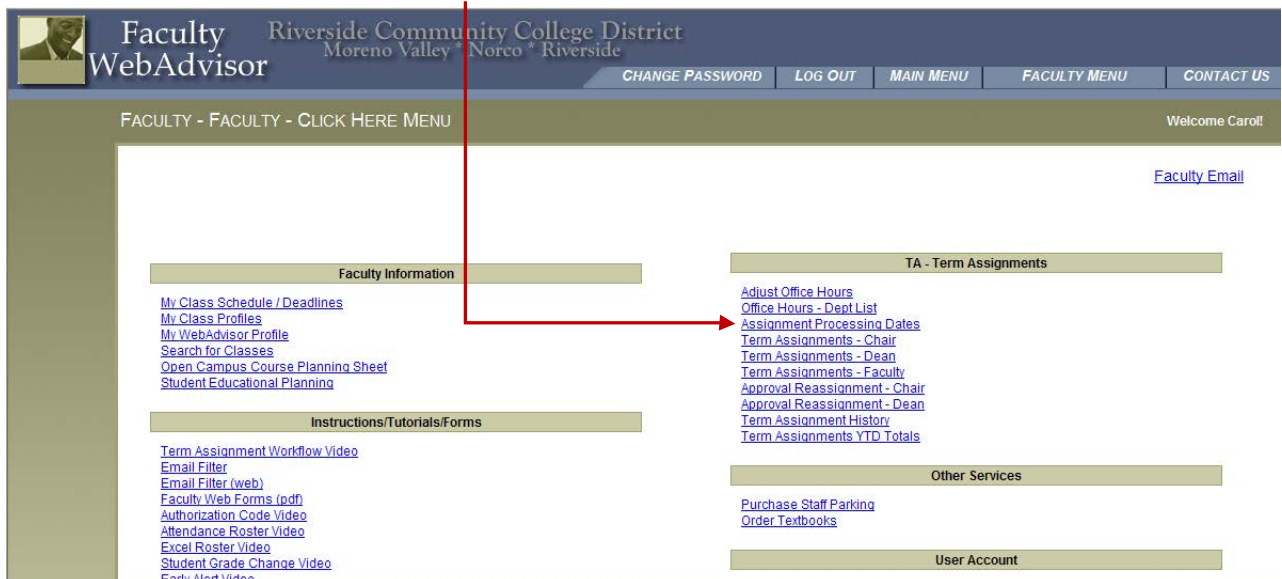 Faculty
WebAdvisor
Riverside Community College District
Moreno Valley * Norco * Riverside
CHANGE PASSWORD LOG OUT MAIN MENU FACULTY MENU CONTACT US
FACULTY - FACULTY - CLICK HERE MENU
Welcome Carol!
Faculty Email
Faculty Information
My Class Schedule / Deadlines
My Class Profiles
My WebAdvisor Profile
Search for Classes
Open Campus Course Planning Sheet
Student Educational Planning
Instructions/Tutorials/Forms
Term Assignment Workflow Video
Email Filter
Email Filter (web)
Faculty Web Forms (pdf)
Authorization Code Video
Attendance Roster Video
Excel Roster Video
Student Grade Change Video
Early Alert Video
TA - Term Assignments
Adjust Office Hours
Office Hours - Dept List
Assignment Processing Dates
Term Assignments - Chair
Term Assignments - Dean
Term Assignments - Faculty
Approval Reassignment - Chair
Approval Reassignment - Dean
Term Assignment History
Term Assignments YTD Totals
Other Services
Purchase Staff Parking
Order Textbooks
User Account